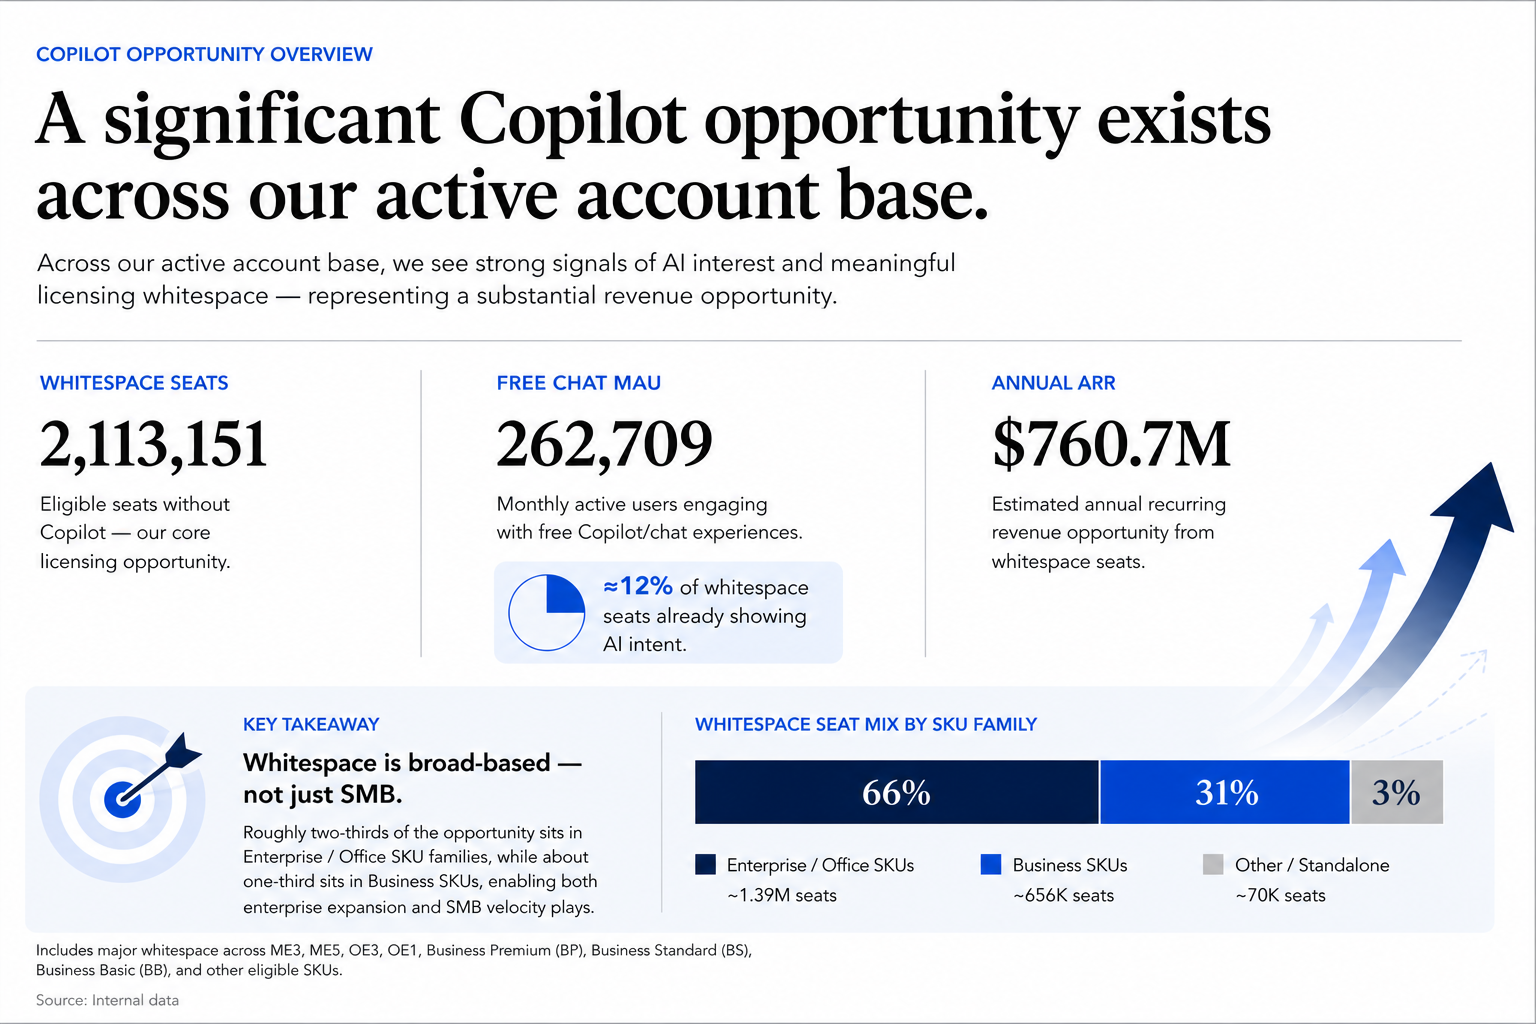 COPILOT OPPORTUNITY OVERVIEW
A significant Copilot opportunity exists
across our active account base.
Across our active account base, we see strong signals of AI interest and meaningful
licensing whitespace — representing a substantial revenue opportunity.
WHITESPACE SEATS
2,113,151
Eligible seats without
Copilot — our core
licensing opportunity.
FREE CHAT MAU
262,709
Monthly active users engaging
with free Copilot/chat experiences.
≈12% of whitespace
seats already showing
AI intent.
ANNUAL ARR
$760.7M
Estimated annual recurring
revenue opportunity from
whitespace seats.
KEY TAKEAWAY
Whitespace is broad-based —
not just SMB.
Roughly two-thirds of the opportunity sits in
Enterprise / Office SKU families, while about
one-third sits in Business SKUs, enabling both
enterprise expansion and SMB velocity plays.
WHITESPACE SEAT MIX BY SKU FAMILY
66% 31% 3%
Enterprise / Office SKUs
~1.39M seats
Business SKUs
~656K seats
Other / Standalone
~70K seats
Includes major whitespace across ME3, ME5, OE3, OE1, Business Premium (BP), Business Standard (BS),
Business Basic (BB), and other eligible SKUs.
Source: Internal data